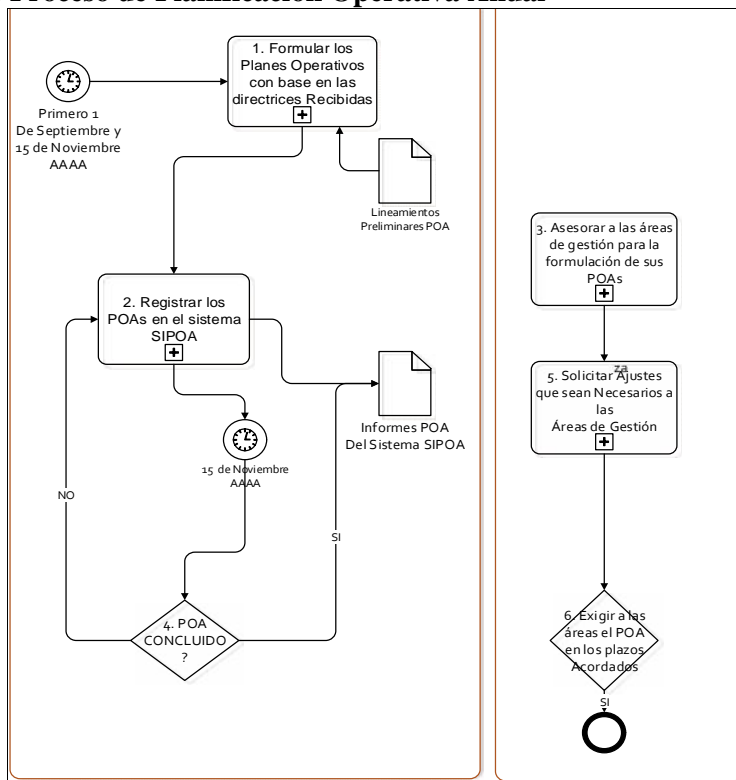 Proceso de Planificación Operativa Anual
1. Formular los
Planes Operativos
con base en las
directrices Recibidas
Primero 1
De Septiembre y
15 de Noviembre
AAAA
Lineamientos
Preliminares POA
2. Registrar los
POAs en el sistema
SIPOA
Informes POA
Del Sistema SIPOA
15 de Noviembre
AAAA
NO
SI
4. POA
CONCLUIDO
?
3. Asesorar a las áreas
de gestión para la
formulación de sus
POAs
za
5. Solicitar Ajustes
que sean Necesarios a
las
Áreas de Gestión
6. Exigir a las
áreas el POA
en los plazos
Acordados
SI